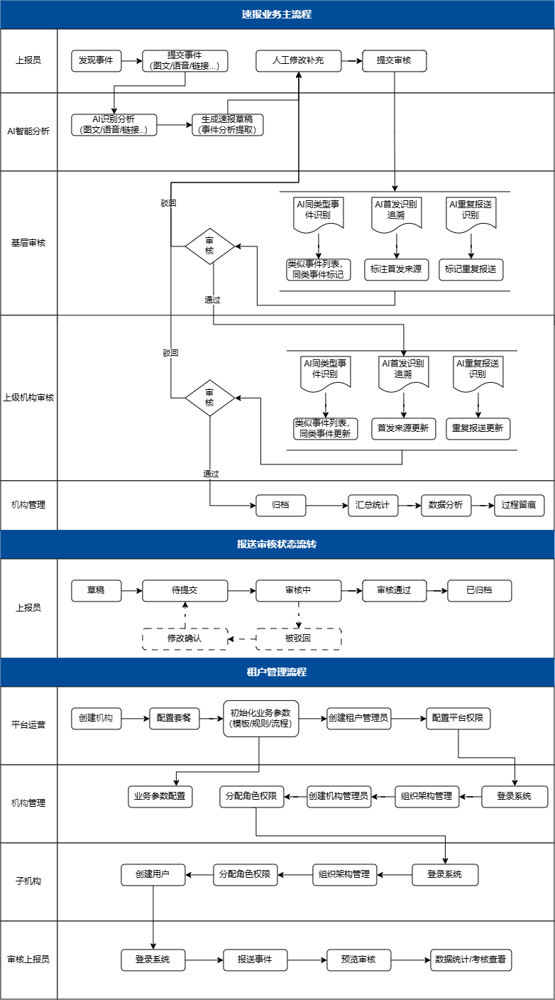 速报业务主流程
上报员
发现事件
提交事件
（图文/语音/链接...）
人工修改补充
提交审核
AI智能分析
AI识别分析
（图文/语音/链接..）
生成速报草稿
（事件分析提取）
基层审核
驳回
审
核
通过
AI同类型事
件识别
AI首发识别
追溯
AI重复报送
识别
类似事件列表，
同类事件标记
标注首发来源
标记重复报送
上级机构审核
驳回
审
核
通过
AI同类型事
件识别
AI首发识别
追溯
AI重复报送
识别
类似事件列表，
同类事件更新
首发来源更新
重复报送更新
机构管理
归档
汇总统计
数据分析
过程留痕
报送审核状态流转
上报员
草稿
待提交
审核中
审核通过
已归档
修改确认
被驳回
租户管理流程
平台运营
创建机构
配置套餐
初始化业务参数
（模板/规则/流程）
创建租户管理员
配置平台权限
机构管理
业务参数配置
分配角色权限
创建机构管理员
组织架构管理
登录系统
子机构
创建用户
分配角色权限
组织架构管理
登录系统
审核上报员
登录系统
报送事件
预览审核
数据统计/考核查看